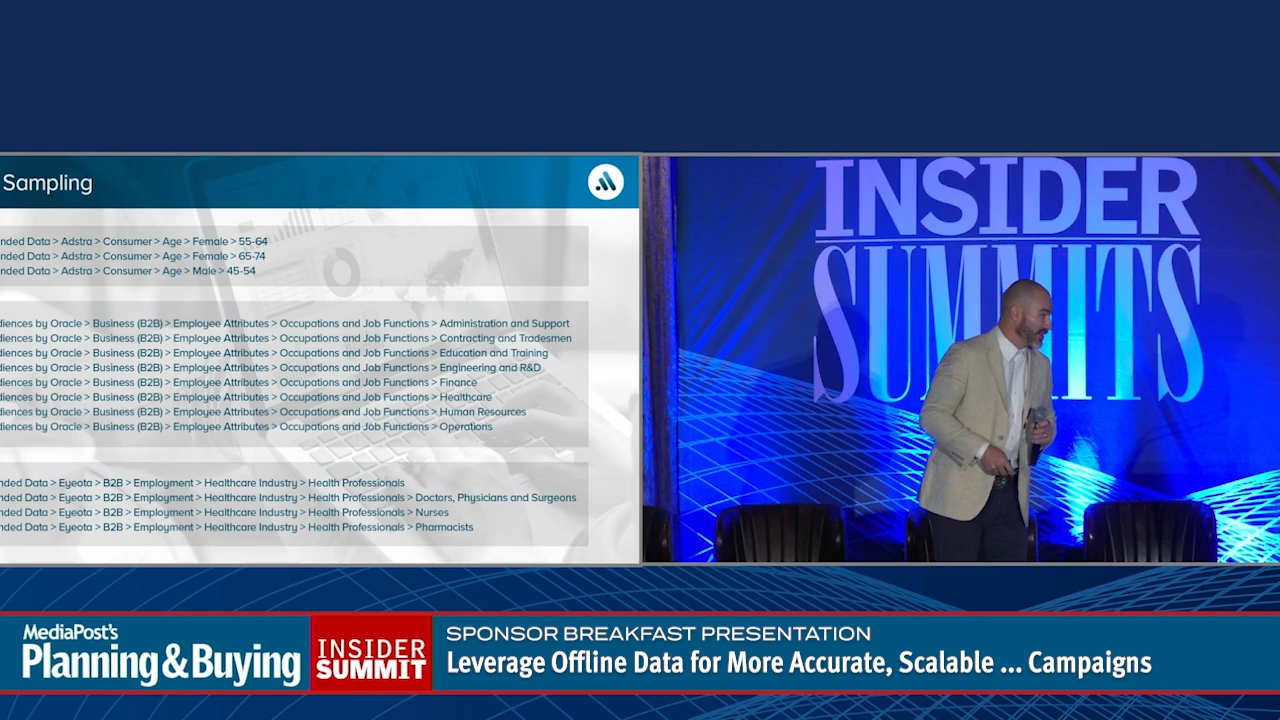 Sampling
nded Data > Adstra > Consumer > Age > Female > 55-64
nded Data > Adstra > Consumer > Age > Female > 65-74
nded Data > Adstra > Consumer > Age > Male > 45-54
diences by Oracle > Business (B2B) > Employee Attributes > Occupations and Job Functions > Administration and Support
diences by Oracle > Business (B2B) > Employee Attributes > Occupations and Job Functions > Contracting and Tradesmen
diences by Oracle > Business (B2B) > Employee Attributes > Occupations and Job Functions > Education and Training
diences by Oracle > Business (B2B) > Employee Attributes > Occupations and Job Functions > Engineering and R&D
diences by Oracle > Business (B2B) > Employee Attributes > Occupations and Job Functions > Finance
diences by Oracle > Business (B2B) > Employee Attributes > Occupations and Job Functions > Healthcare
diences by Oracle > Business (B2B) > Employee Attributes > Occupations and Job Functions > Human Resources
diences by Oracle > Business (B2B) > Employee Attributes > Occupations and Job Functions > Operations
nded Data > Eyeota > B2B > Employment > Healthcare Industry > Health Professionals
nded Data > Eyeota > B2B > Employment > Healthcare Industry > Health Professionals > Doctors, Physicians and Surgeons
nded Data > Eyeota > B2B > Employment > Healthcare Industry > Health Professionals > Nurses
nded Data > Eyeota > B2B > Employment > Healthcare Industry > Health Professionals > Pharmacists
INSIDER
SUMMITS
MediaPost's
Planning & Buying
INSIDER
SUMMIT
SPONSOR BREAKFAST PRESENTATION
Leverage Offline Data for More Accurate, Scalable ... Campaigns